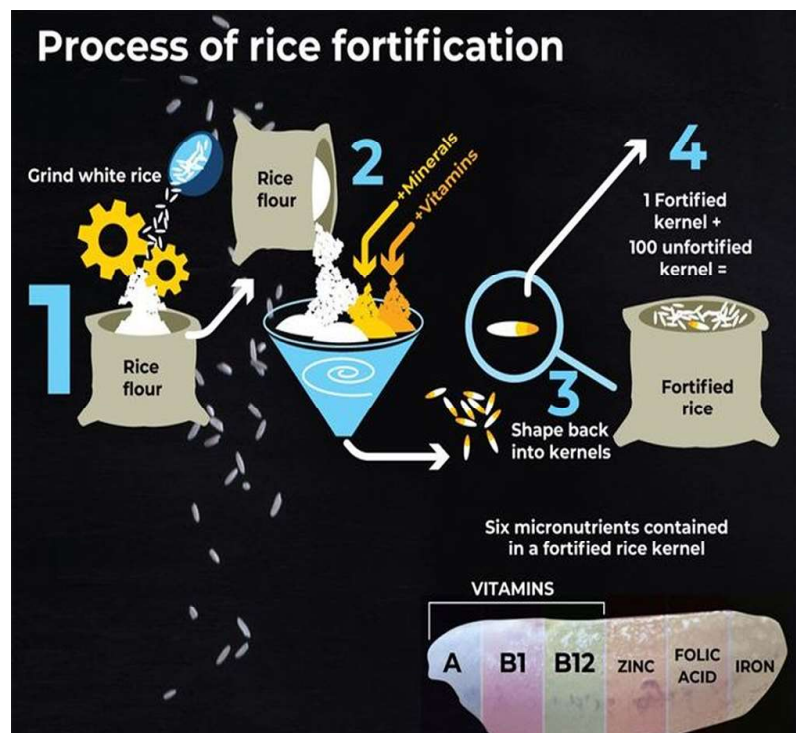 Process of rice fortification
1
Grind white rice
Rice
flour
2
Rice
flour
+Minerals
+Vitamins
3
Shape back
into kernels
4
1 Fortified
kernel +
100 unfortified
kernel =
Fortified
rice
Six micronutrients contained
in a fortified rice kernel
VITAMINS
A
B1
B12
ZINC
FOLIC
ACID
IRON